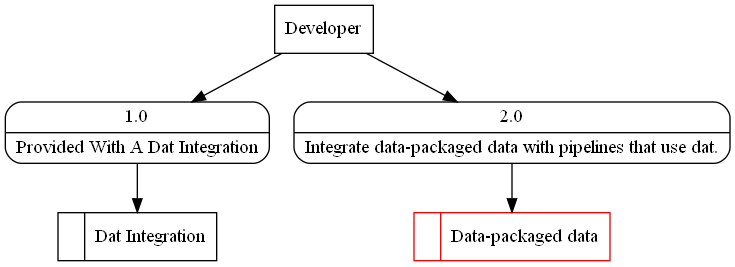 Developer
1.0
Provided With A Dat Integration
2.0
Integrate data-packaged data with pipelines that use dat.
Dat Integration
Data-packaged data